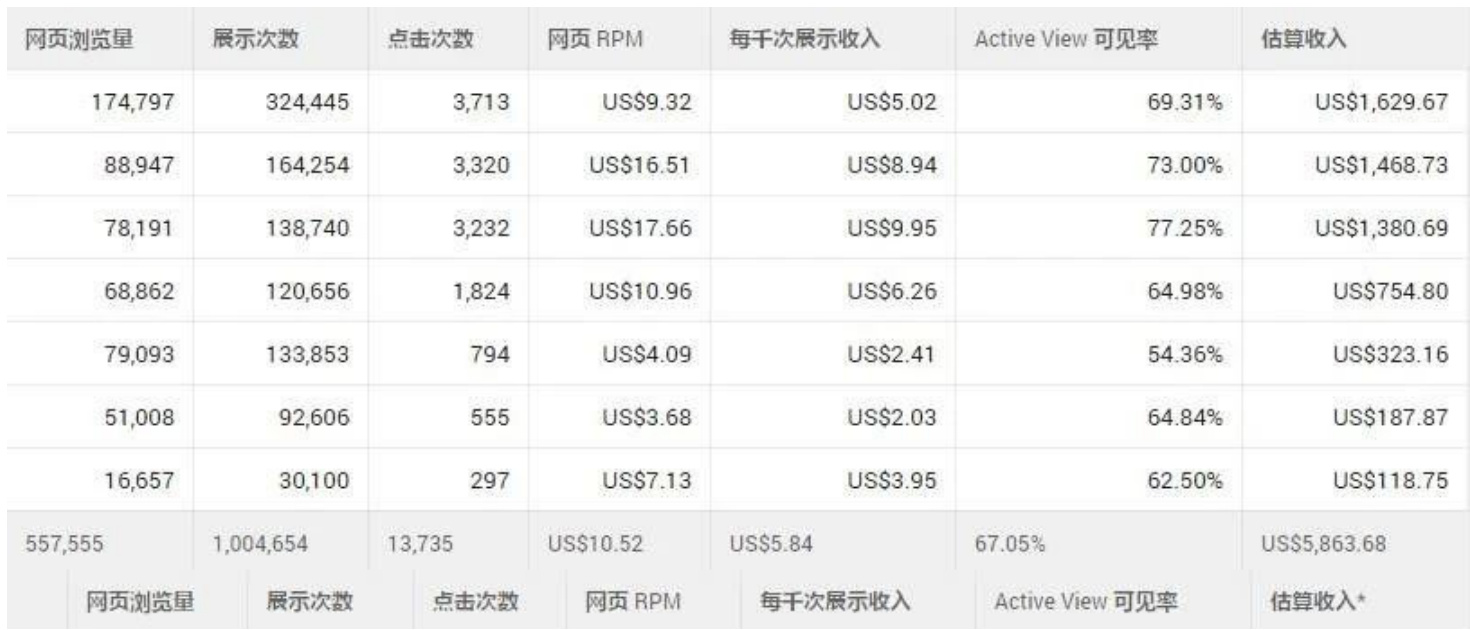 网页浏览量 展示次数 点击次数 网页 RPM 每千次展示收入 Active View 可见率 估算收入
174,797 324,445 3,713 US$9.32 US$5.02 69.31% US$1,629.67
88,947 164,254 3,320 US$16.51 US$8.94 73.00% US$1,468.73
78,191 138,740 3,232 US$17.66 US$9.95 77.25% US$1,380.69
68,862 120,656 1,824 US$10.96 US$6.26 64.98% US$754.80
79,093 133,853 794 US$4.09 US$2.41 54.36% US$323.16
51,008 92,606 555 US$3.68 US$2.03 64.84% US$187.87
16,657 30,100 297 US$7.13 US$3.95 62.50% US$118.75
557,555 1,004,654 13,735 US$10.52 US$5.84 67.05% US$5,863.68
网页浏览量 展示次数 点击次数 网页 RPM 每千次展示收入 Active View 可见率 估算收入*